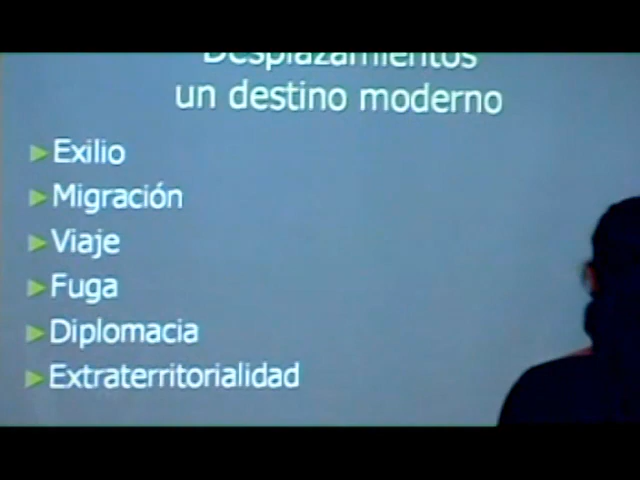 Desplazamientos
un destino moderno
Exilio
Migración
Viaje
Fuga
Diplomacia
Extraterritorialidad